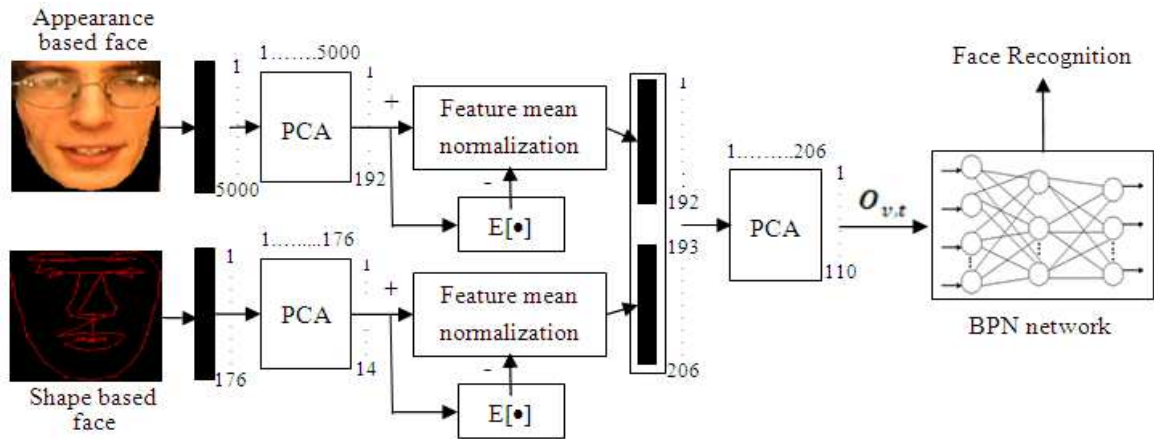 Appearance
based face
1
5000
1........5000
PCA
1
192
+
Feature mean
normalization
-
E[•]
1
192
193
206
1.........206
PCA
1
110
O v,t
Face Recognition
BPN network
1
176
1.........176
PCA
1
14
+
Feature mean
normalization
-
E[•]
Shape based
face